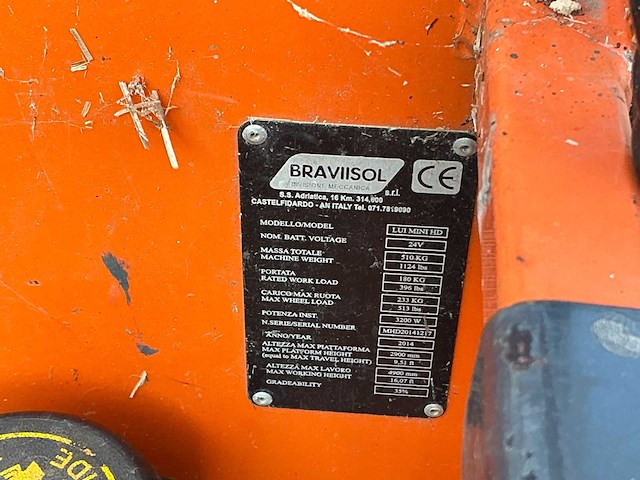 BRAVIISOL
DIVISIONE MECCANICA s.r.l.
CE
S.S. Adriatica, 16 Km. 314,600
CASTELFIDARDO - AN ITALY Tel. 071.7819090
MODELLO/MODEL LUI MINI HD
NOM. BATT. VOLTAGE 24V
MASSA TOTALE 510 KG
MACHINE WEIGHT 1124 lbs
PORTATA 180 KG
RATED WORK LOAD 396 lbs
CARICO MAX RUOTA 233 KG
MAX WHEEL LOAD 513 lbs
POTENZA INST. 3200 W
N.SERIE/SERIAL NUMBER MHD20141217
ANNO/YEAR 2014
ALTEZZA MAX PIATTAFORMA 2900 mm
MAX PLATFORM HEIGHT
(equal to MAX TRAVEL HEIGHT) 9,51 ft
ALTEZZA MAX LAVORO 4900 mm
MAX WORKING HEIGHT 16,07 ft
GRADEABILITY 35%